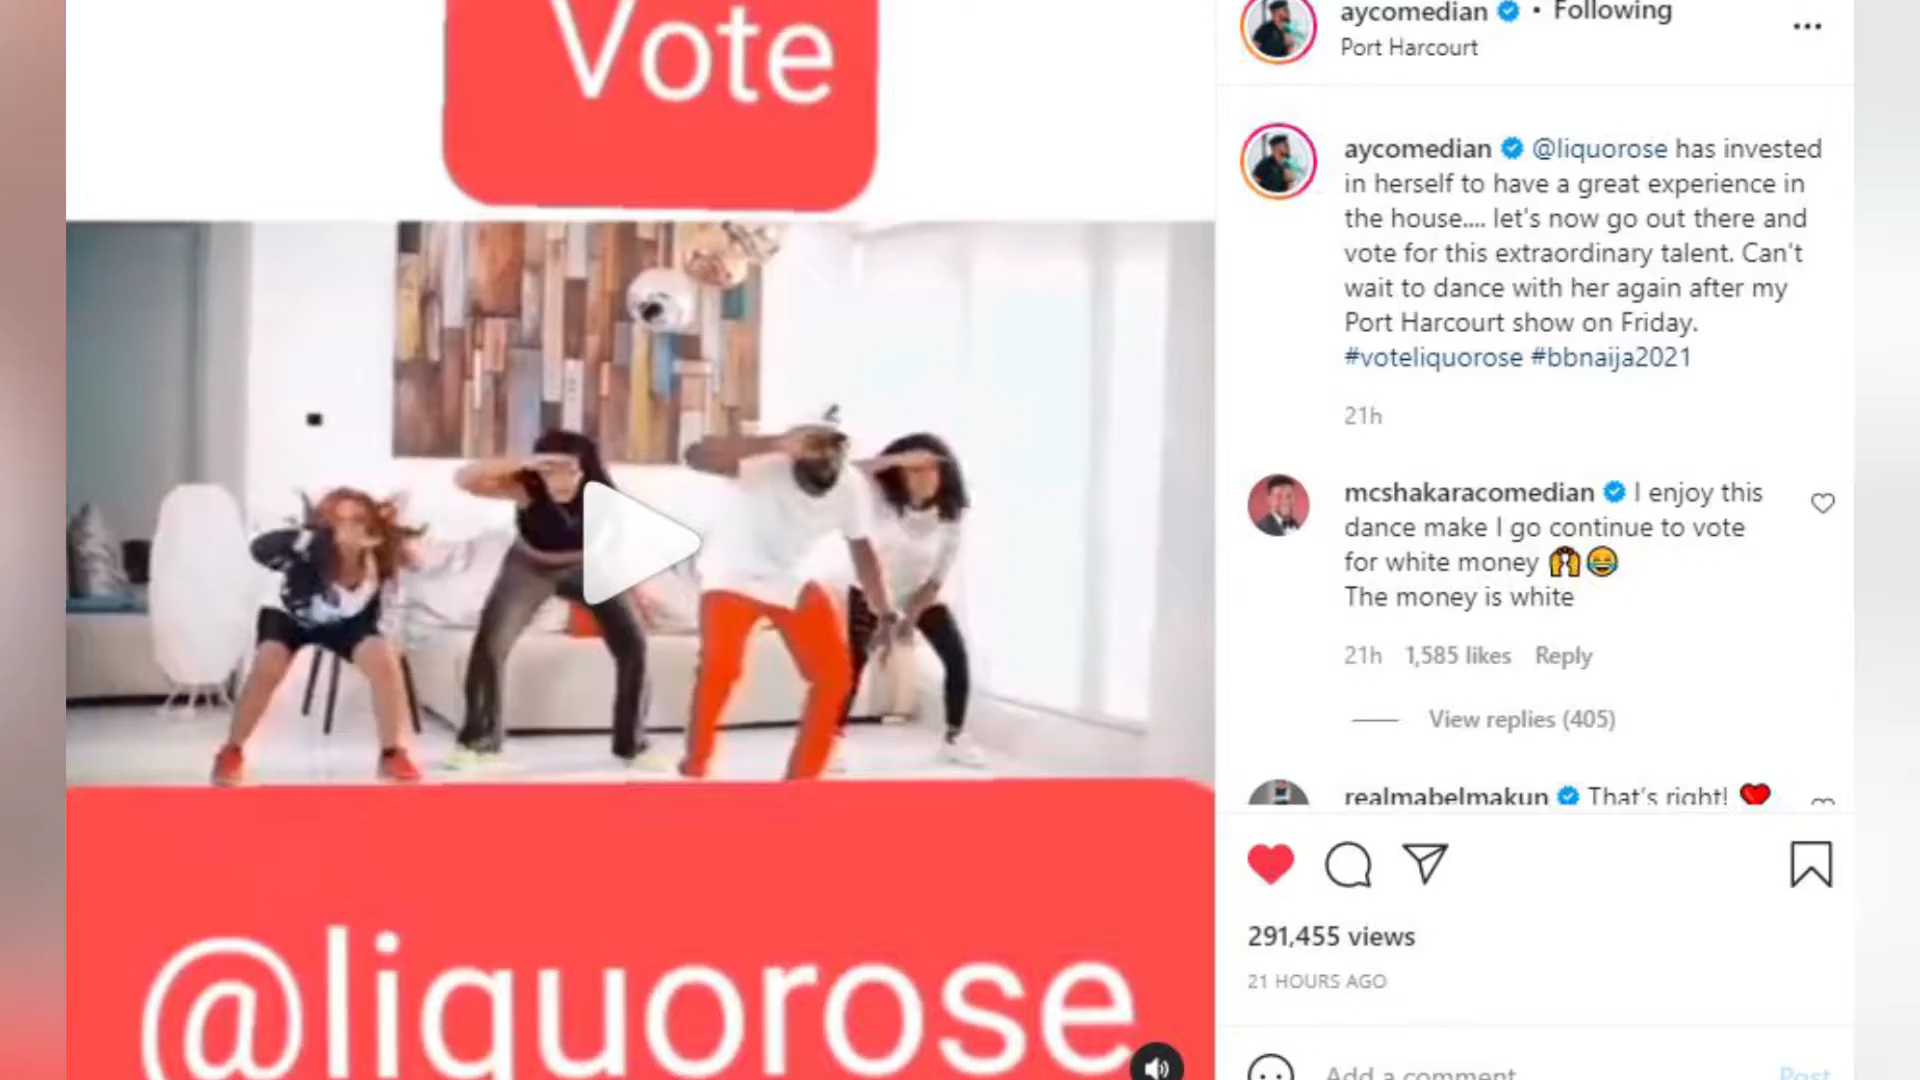 Vote
@liquorose
aycomedian • Following
Port Harcourt
aycomedian @liquorose has invested
in herself to have a great experience in
the house.... let's now go out there and
vote for this extraordinary talent. Can't
wait to dance with her again after my
Port Harcourt show on Friday.
#voteliquorose #bbnaija2021
21h
mcshakaracomedian I enjoy this
dance make I go continue to vote
for white money 🙌😂
The money is white
21h 1,585 likes Reply
View replies (405)
realmabelmakun That's right! ❤️
291,455 views
21 HOURS AGO
Add a comment
Post